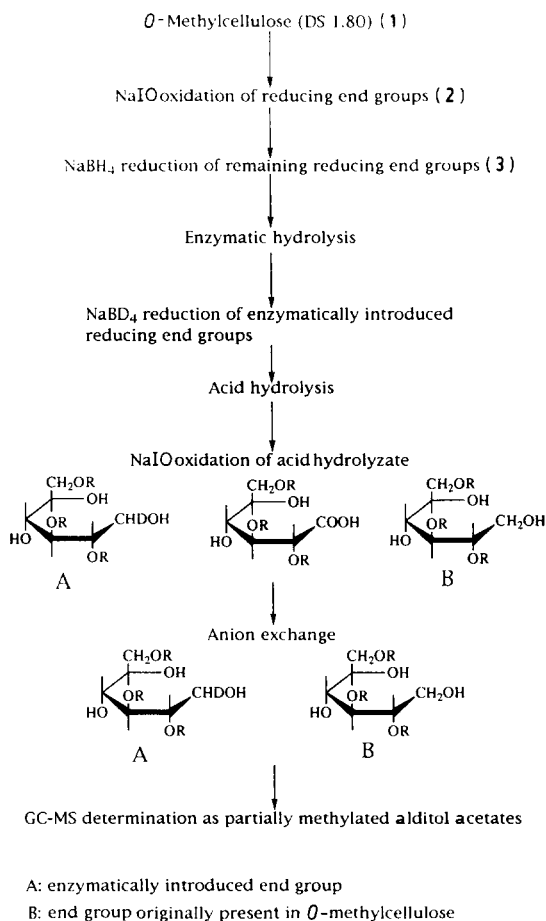 O-Methylcellulose (DS 1.80) (1)
NaIO oxidation of reducing end groups (2)
NaBH₄ reduction of remaining reducing end groups (3)
Enzymatic hydrolysis
NaBD₄ reduction of enzymatically introduced
reducing end groups
Acid hydrolysis
NaIO oxidation of acid hydrolyzate
CH₂OR OH OR HO CHDOH OR
A
CH₂OR OH OR HO COOH OR
CH₂OR OH OR HO CH₂OH OR
B
Anion exchange
CH₂OR OH OR HO CHDOH OR
A
CH₂OR OH OR HO CH₂OH OR
B
GC-MS determination as partially methylated alditol acetates
A: enzymatically introduced end group
B: end group originally present in O-methylcellulose